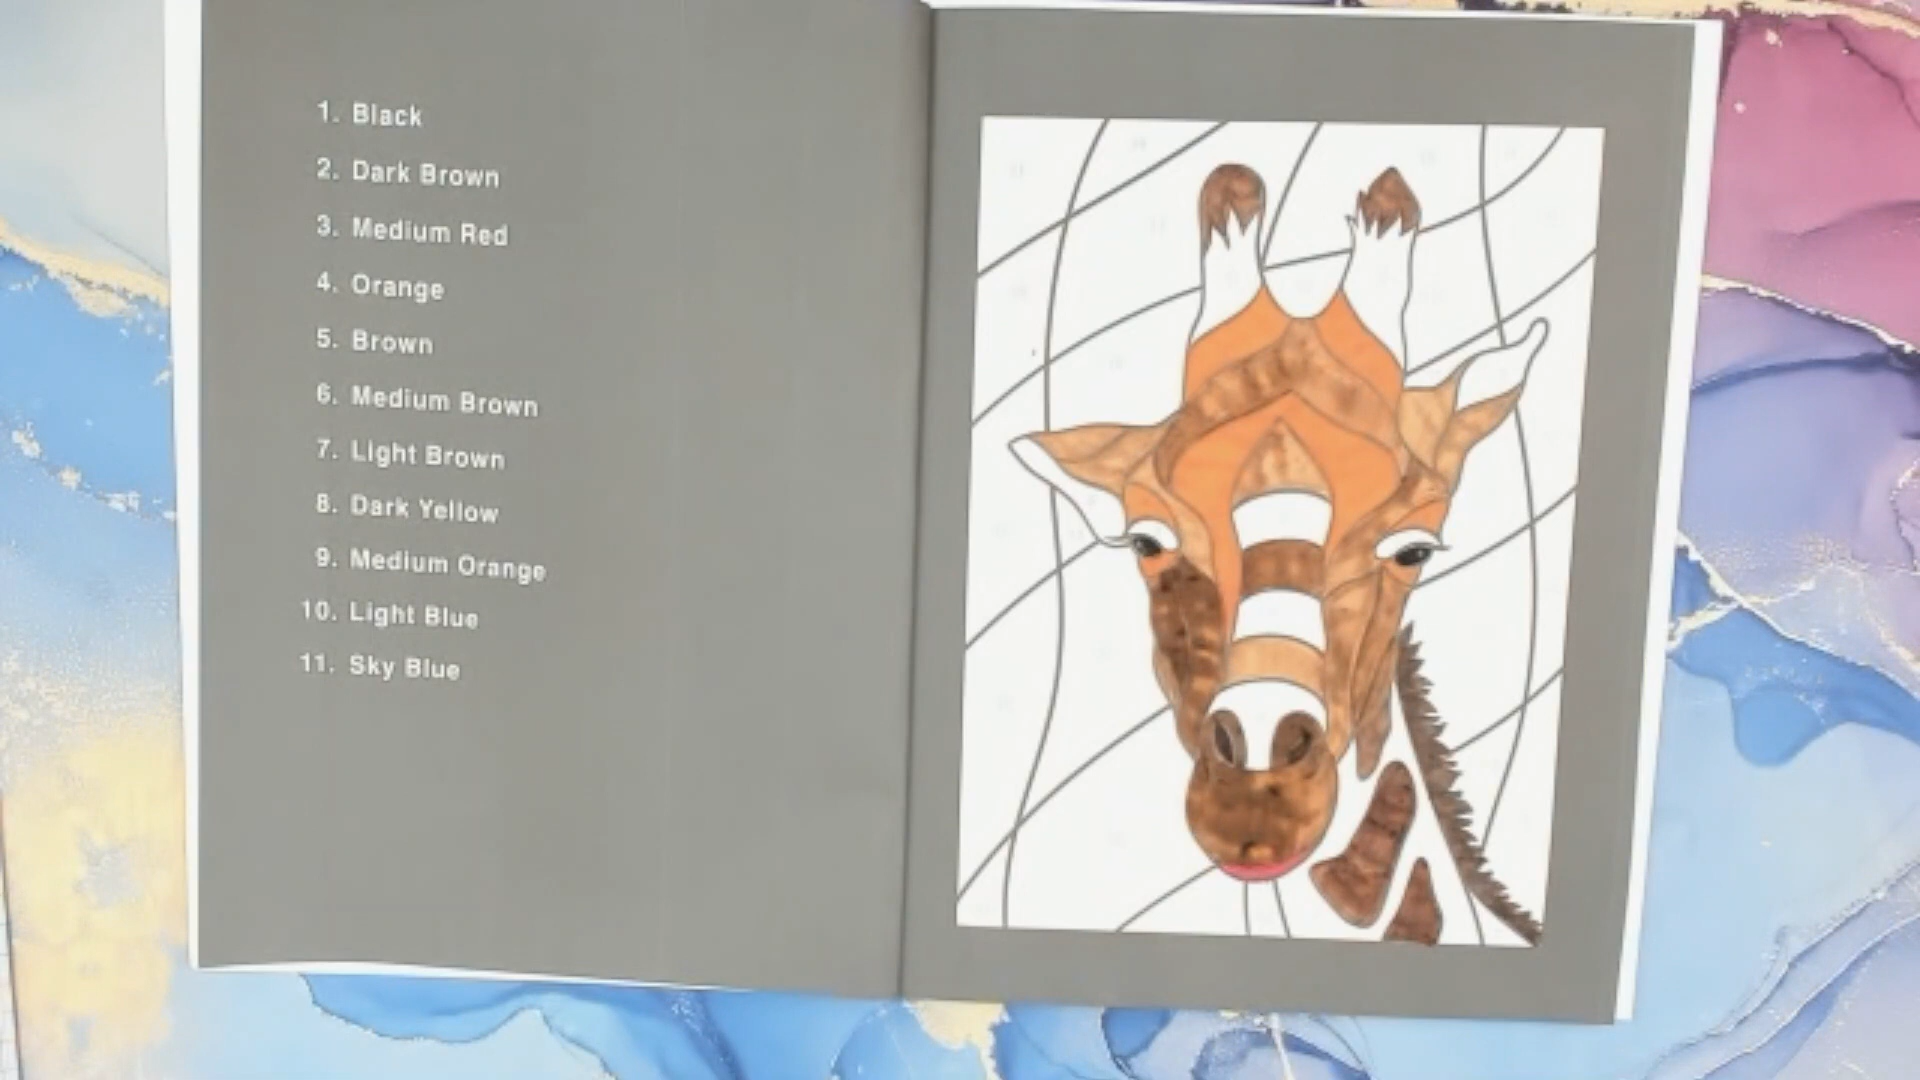 1. Black
2. Dark Brown
3. Medium Red
4. Orange
5. Brown
6. Medium Brown
7. Light Brown
8. Dark Yellow
9. Medium Orange
10. Light Blue
11. Sky Blue